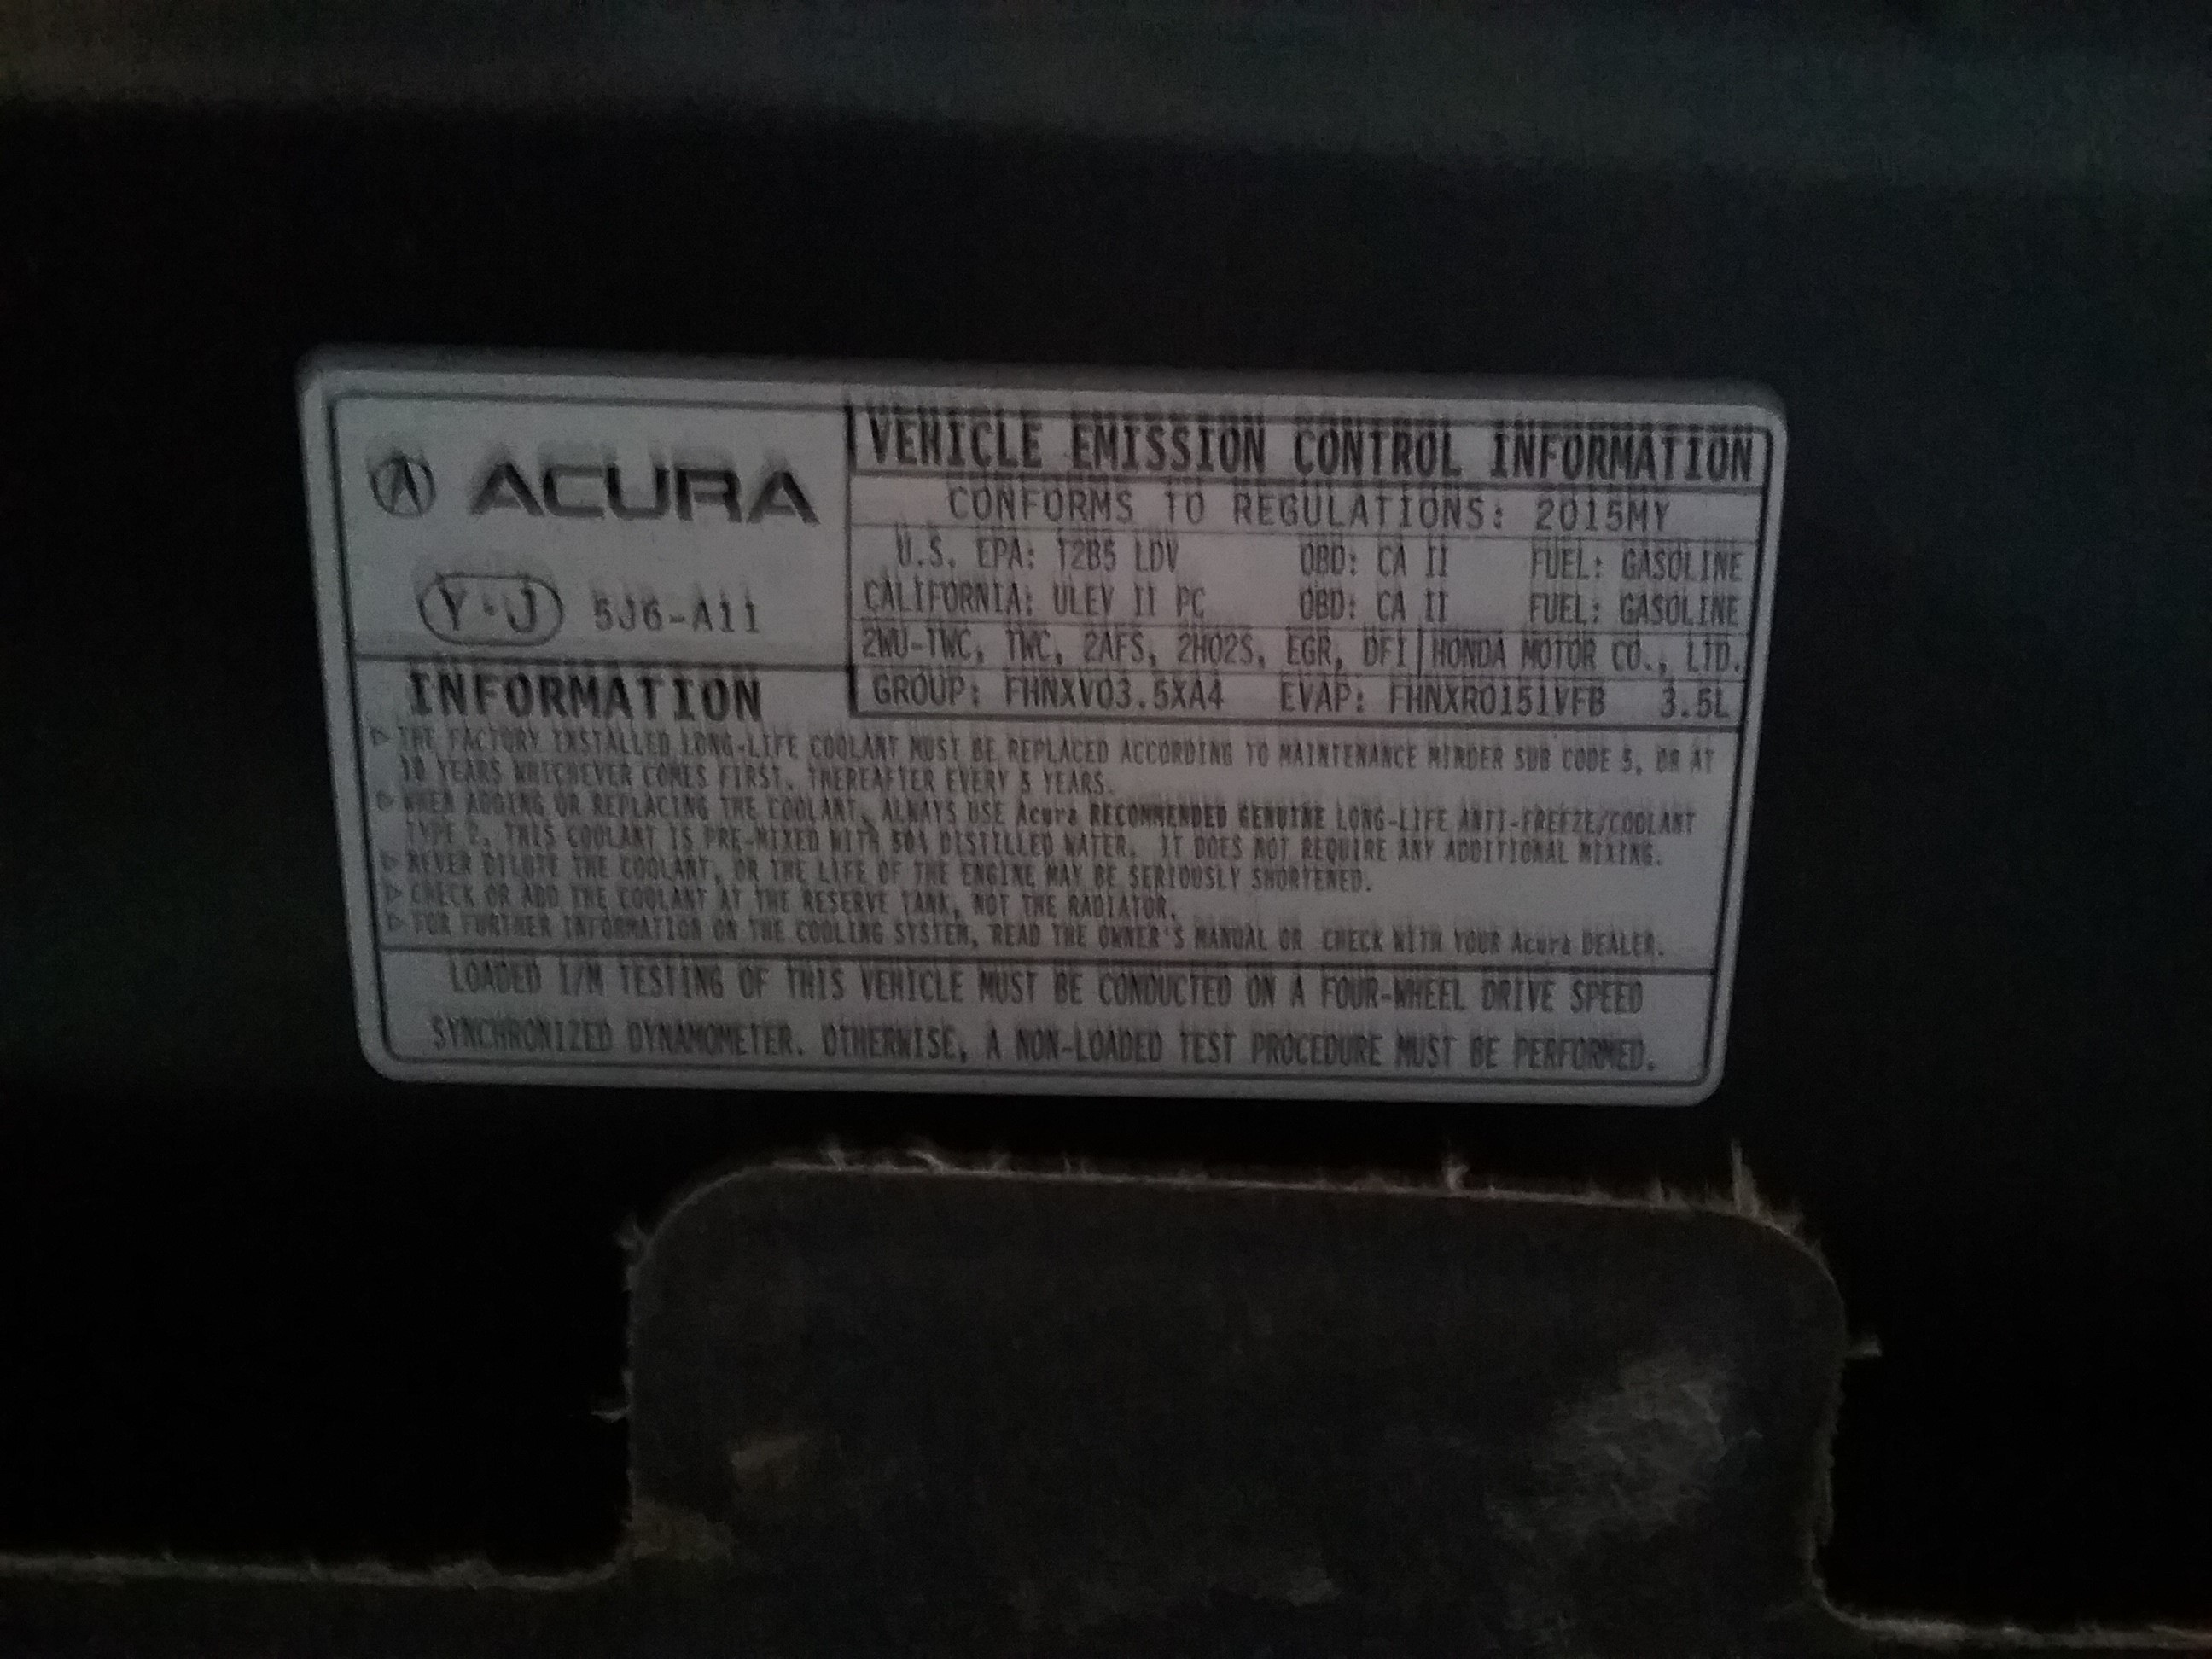 ACURA
Y-J 5J6-A11
VEHICLE EMISSION CONTROL INFORMATION
CONFORMS TO REGULATIONS: 2015MY
U.S. EPA: T2B5 LDV OBD: CA II FUEL: GASOLINE
CALIFORNIA: ULEV II PC OBD: CA II FUEL: GASOLINE
2WU-TWC, TWC, 2AFS, 2HO2S, EGR, DFI HONDA MOTOR CO., LTD.
GROUP: FHNXV03.5XA4 EVAP: FHNXR0151VFB 3.5L
INFORMATION
▷ THE FACTORY INSTALLED LONG-LIFE COOLANT MUST BE REPLACED ACCORDING TO MAINTENANCE MINDER SUB CODE 5, OR AT
10 YEARS WHICHEVER COMES FIRST. THEREAFTER EVERY 5 YEARS.
▷ WHEN ADDING OR REPLACING THE COOLANT, ALWAYS USE Acura RECOMMENDED GENUINE LONG-LIFE ANTI-FREEZE/COOLANT
TYPE 2. THIS COOLANT IS PRE-MIXED WITH 50% DISTILLED WATER. IT DOES NOT REQUIRE ANY ADDITIONAL MIXING.
▷ NEVER DILUTE THE COOLANT, OR THE LIFE OF THE ENGINE MAY BE SERIOUSLY SHORTENED.
▷ CHECK OR ADD THE COOLANT AT THE RESERVE TANK, NOT THE RADIATOR.
▷ FOR FURTHER INFORMATION ON THE COOLING SYSTEM, READ THE OWNER'S MANUAL OR CHECK WITH YOUR Acura DEALER.
LOADED I/M TESTING OF THIS VEHICLE MUST BE CONDUCTED ON A FOUR-WHEEL DRIVE SPEED
SYNCHRONIZED DYNAMOMETER. OTHERWISE, A NON-LOADED TEST PROCEDURE MUST BE PERFORMED.